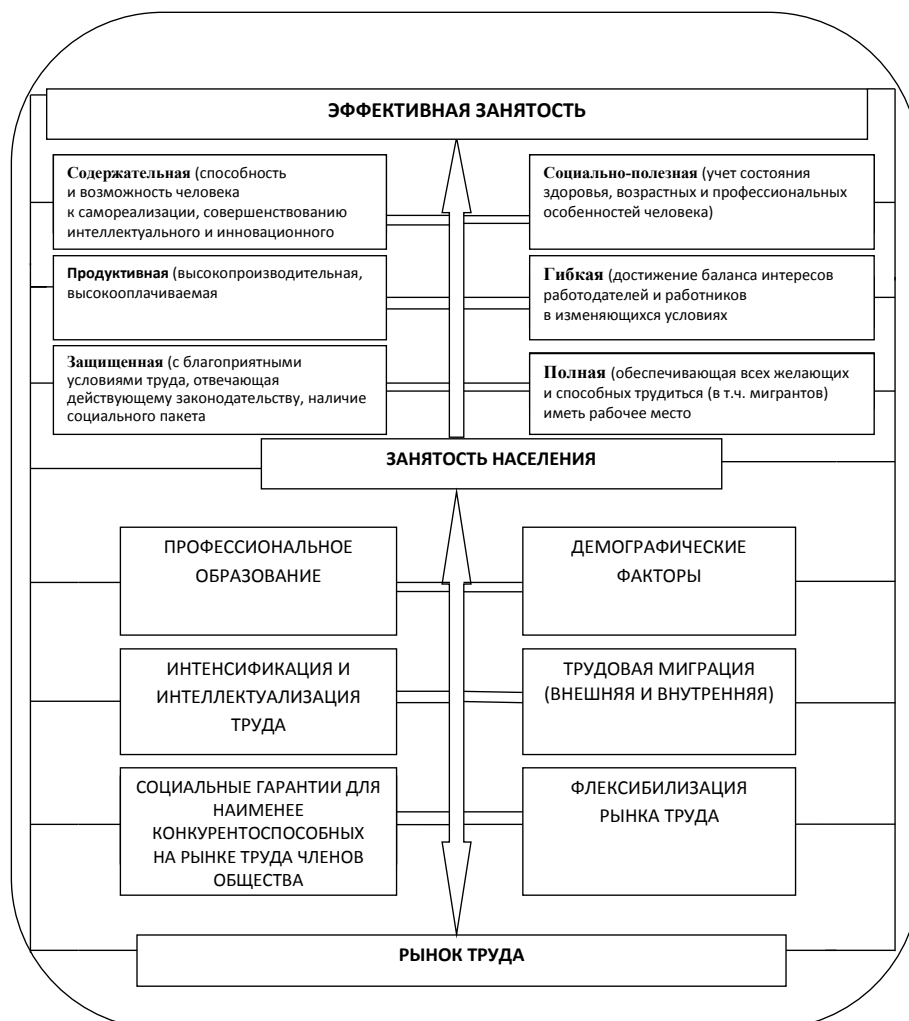 ЭФФЕКТИВНАЯ ЗАНЯТОСТЬ
Содержательная (способность
и возможность человека
к самореализации, совершенствованию
интеллектуального и инновационного
Социально-полезная (учет состояния
здоровья, возрастных и профессиональных
особенностей человека)
Продуктивная (высокопроизводительная,
высокооплачиваемая
Гибкая (достижение баланса интересов
работодателей и работников
в изменяющихся условиях
Защищенная (с благоприятными
условиями труда, отвечающая
действующему законодательству, наличие
социального пакета
Полная (обеспечивающая всех желающих
и способных трудиться (в т.ч. мигрантов)
иметь рабочее место
ЗАНЯТОСТЬ НАСЕЛЕНИЯ
ПРОФЕССИОНАЛЬНОЕ
ОБРАЗОВАНИЕ
ДЕМОГРАФИЧЕСКИЕ
ФАКТОРЫ
ИНТЕНСИФИКАЦИЯ И
ИНТЕЛЛЕКТУАЛИЗАЦИЯ
ТРУДА
ТРУДОВАЯ МИГРАЦИЯ
(ВНЕШНЯЯ И ВНУТРЕННЯЯ)
СОЦИАЛЬНЫЕ ГАРАНТИИ ДЛЯ
НАИМЕНЕЕ
КОНКУРЕНТОСПОСОБНЫХ
НА РЫНКЕ ТРУДА ЧЛЕНОВ
ОБЩЕСТВА
ФЛЕКСИБИЛИЗАЦИЯ
РЫНКА ТРУДА
РЫНОК ТРУДА